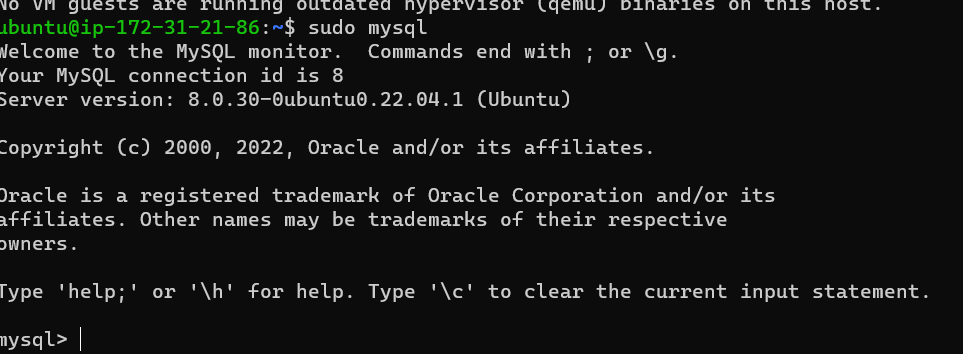 No VM guests are running outdated hypervisor (qemu) binaries on this host.
ubuntu@ip-172-31-21-86:~$ sudo mysql
Welcome to the MySQL monitor.  Commands end with ; or \g.
Your MySQL connection id is 8
Server version: 8.0.30-0ubuntu0.22.04.1 (Ubuntu)
Copyright (c) 2000, 2022, Oracle and/or its affiliates.
Oracle is a registered trademark of Oracle Corporation and/or its
affiliates. Other names may be trademarks of their respective
owners.
Type 'help;' or '\h' for help. Type '\c' to clear the current input statement.
mysql>